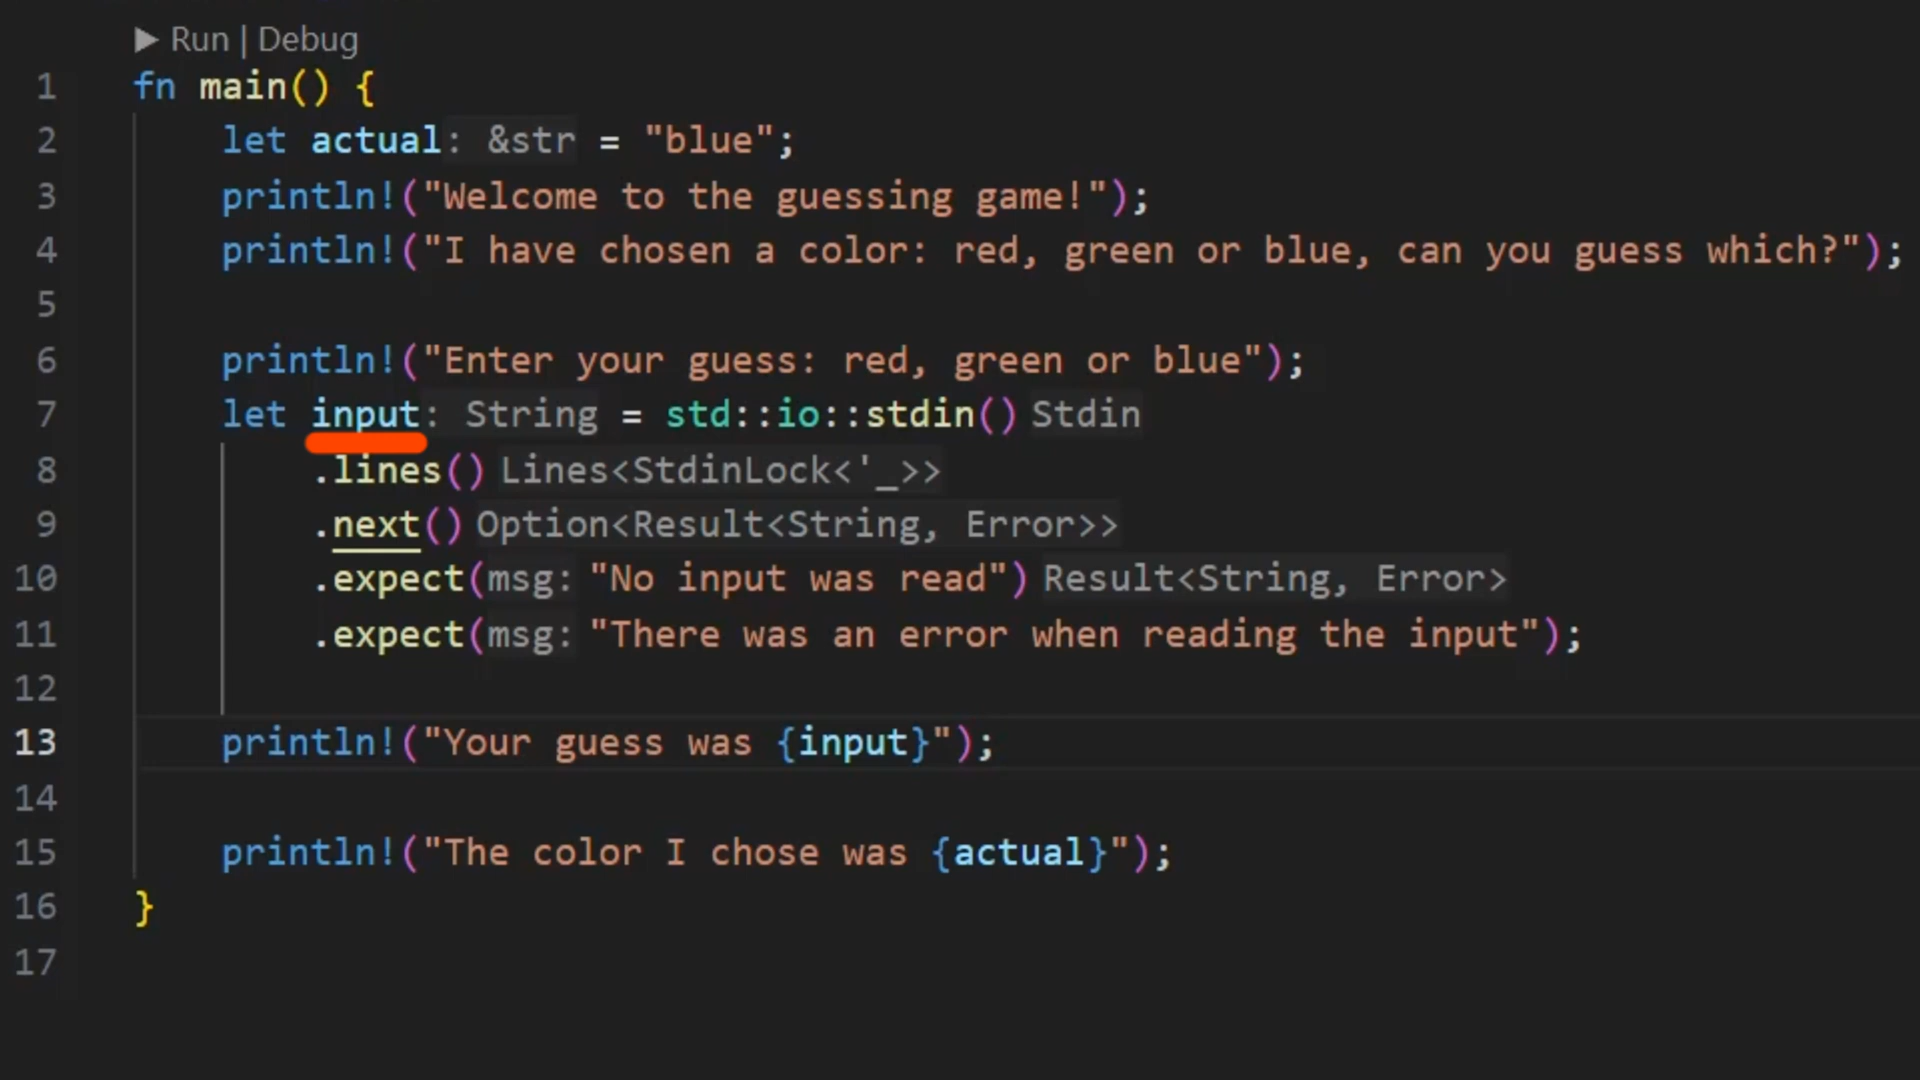 ▶ Run | Debug
1 fn main() {
2 let actual: &str = "blue";
3 println!("Welcome to the guessing game!");
4 println!("I have chosen a color: red, green or blue, can you guess which?");
5
6 println!("Enter your guess: red, green or blue");
7 let input: String = std::io::stdin() Stdin
8 .lines() Lines<StdinLock<'_>>
9 .next() Option<Result<String, Error>>
10 .expect(msg: "No input was read") Result<String, Error>
11 .expect(msg: "There was an error when reading the input");
12
13 println!("Your guess was {input}");
14
15 println!("The color I chose was {actual}");
16 }
17